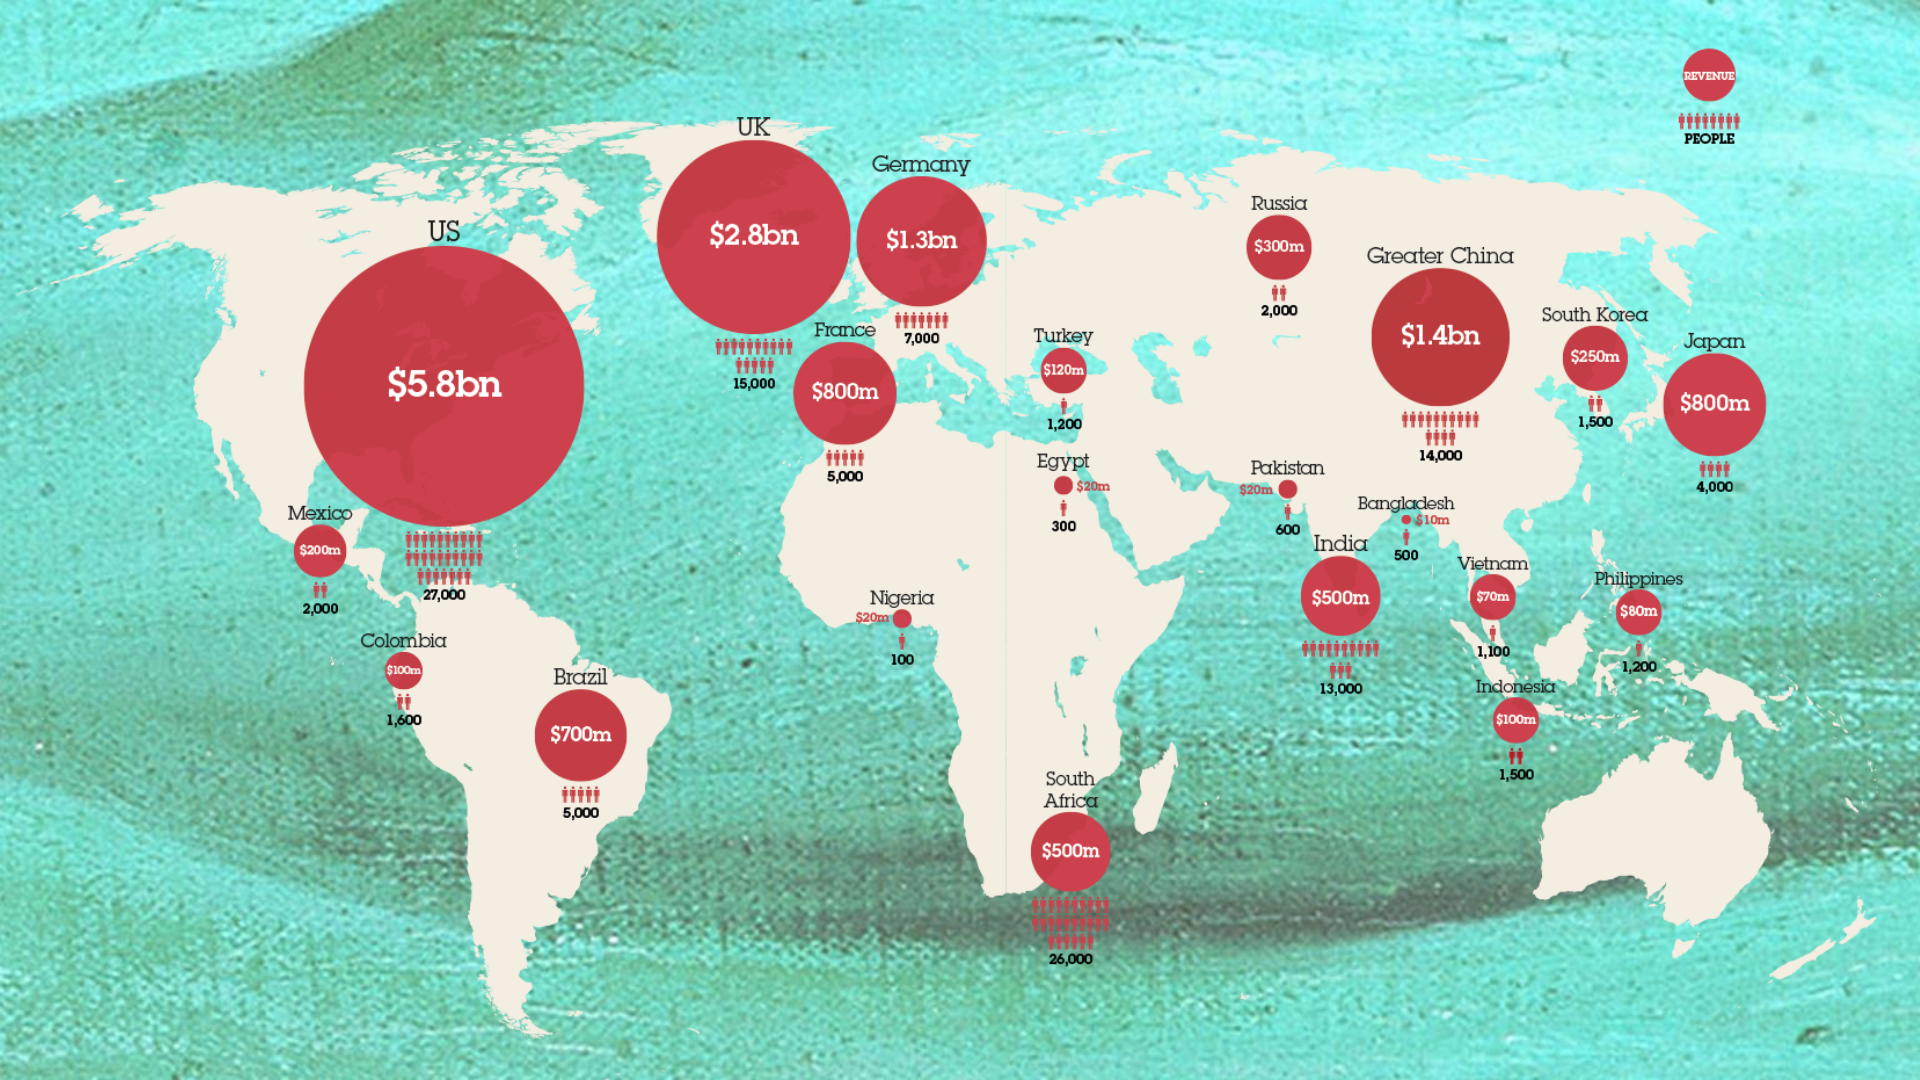 REVENUE
PEOPLE
UK
$2.8bn
15,000
Germany
$1.3bn
7,000
US
$5.8bn
27,000
France
$800m
5,000
Turkey
$120m
1,200
Russia
$300m
2,000
Greater China
$1.4bn
14,000
South Korea
$250m
1,500
Japan
$800m
4,000
Egypt
$20m
300
Pakistan
$20m
600
Bangladesh
$10m
500
India
$500m
13,000
Vietnam
$70m
1,100
Philippines
$80m
1,200
Indonesia
$100m
1,500
Mexico
$200m
2,000
Colombia
$100m
1,600
Brazil
$700m
5,000
Nigeria
$20m
100
South
Africa
$500m
26,000